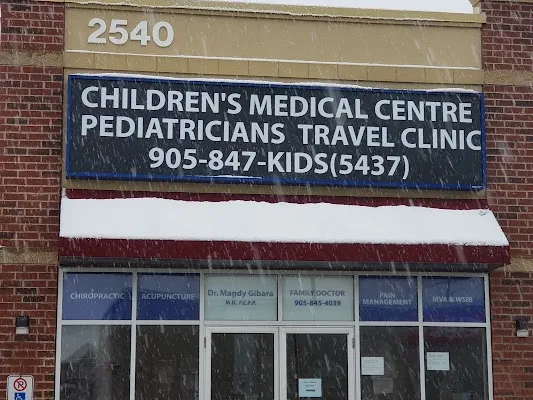 2540
CHILDREN'S MEDICAL CENTRE
PEDIATRICIANS TRAVEL CLINIC
905-847-KIDS(5437)
CHIROPRACTIC
ACUPUNCTURE
Dr. Magdy Gibara
M.D. F.C.F.P.
FAMILY DOCTOR
905-845-4039
PAIN
MANAGEMENT
MVA & WSIB